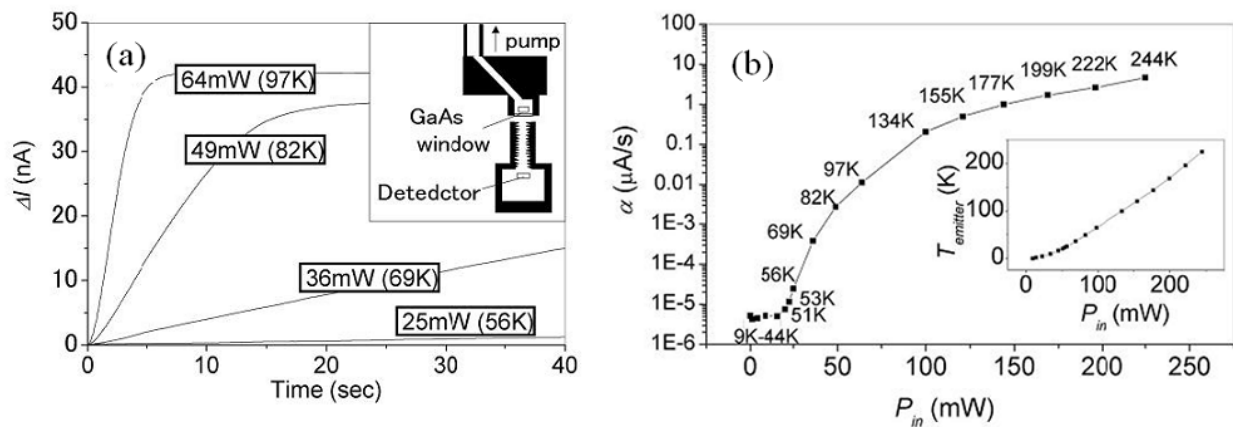 (a)
50
40
30
20
10
0
ΔI (nA)
64mW (97K)
49mW (82K)
36mW (69K)
25mW (56K)
pump
GaAs
window
Detedctor
0 10 20 30 40
Time (sec)
(b)
100
10
1
0.1
0.01
1E-3
1E-4
1E-5
1E-6
α (μA/s)
9K-44K
51K
53K
56K
69K
82K
97K
134K
155K
177K
199K
222K
244K
0 50 100 150 200 250
P_in (mW)
200
100
0
T_emitter (K)
0 50 100 150 200
P_in (mW)